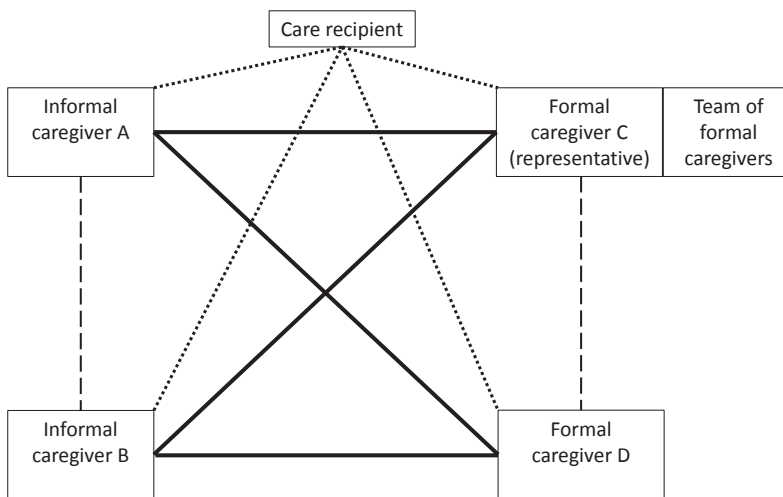 Care recipient
Informal
caregiver A
Formal
caregiver C
(representative)
Team of
formal
caregivers
Informal
caregiver B
Formal
caregiver D